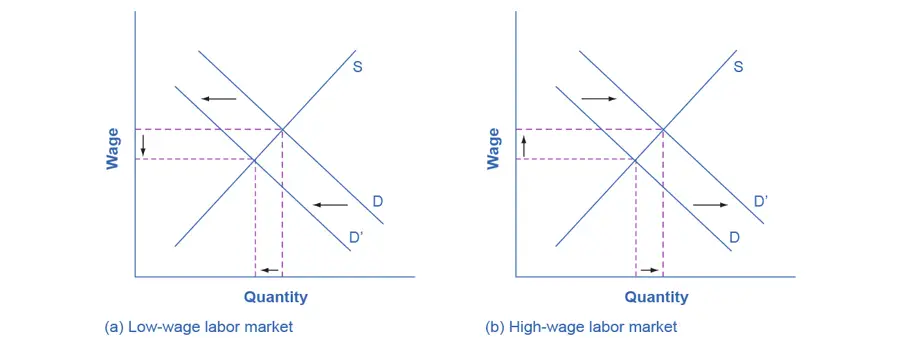 S
Wage
D
D’
Quantity
(a) Low-wage labor market
S
Wage
D’
D
Quantity
(b) High-wage labor market